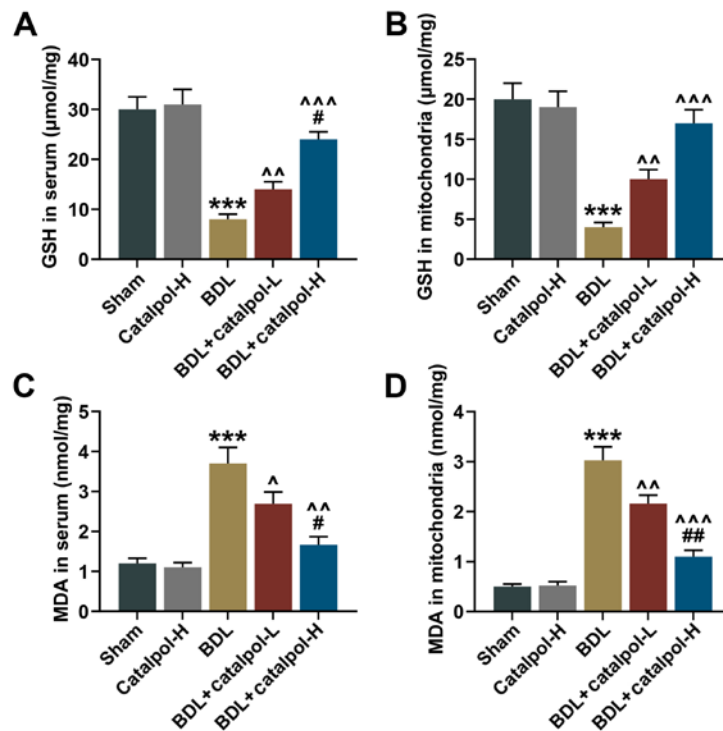 A
GSH in serum (μmol/mg)
40
30
20
10
0
***
^^
^^^
#
Sham
Catalpol-H
BDL
BDL+catalpol-L
BDL+catalpol-H
B
GSH in mitochondria (μmol/mg)
25
20
15
10
5
0
***
^^
^^^
Sham
Catalpol-H
BDL
BDL+catalpol-L
BDL+catalpol-H
C
MDA in serum (nmol/mg)
5
4
3
2
1
0
***
^
^^
#
Sham
Catalpol-H
BDL
BDL+catalpol-L
BDL+catalpol-H
D
MDA in mitochondria (nmol/mg)
4
3
2
1
0
***
^^
^^^
##
Sham
Catalpol-H
BDL
BDL+catalpol-L
BDL+catalpol-H